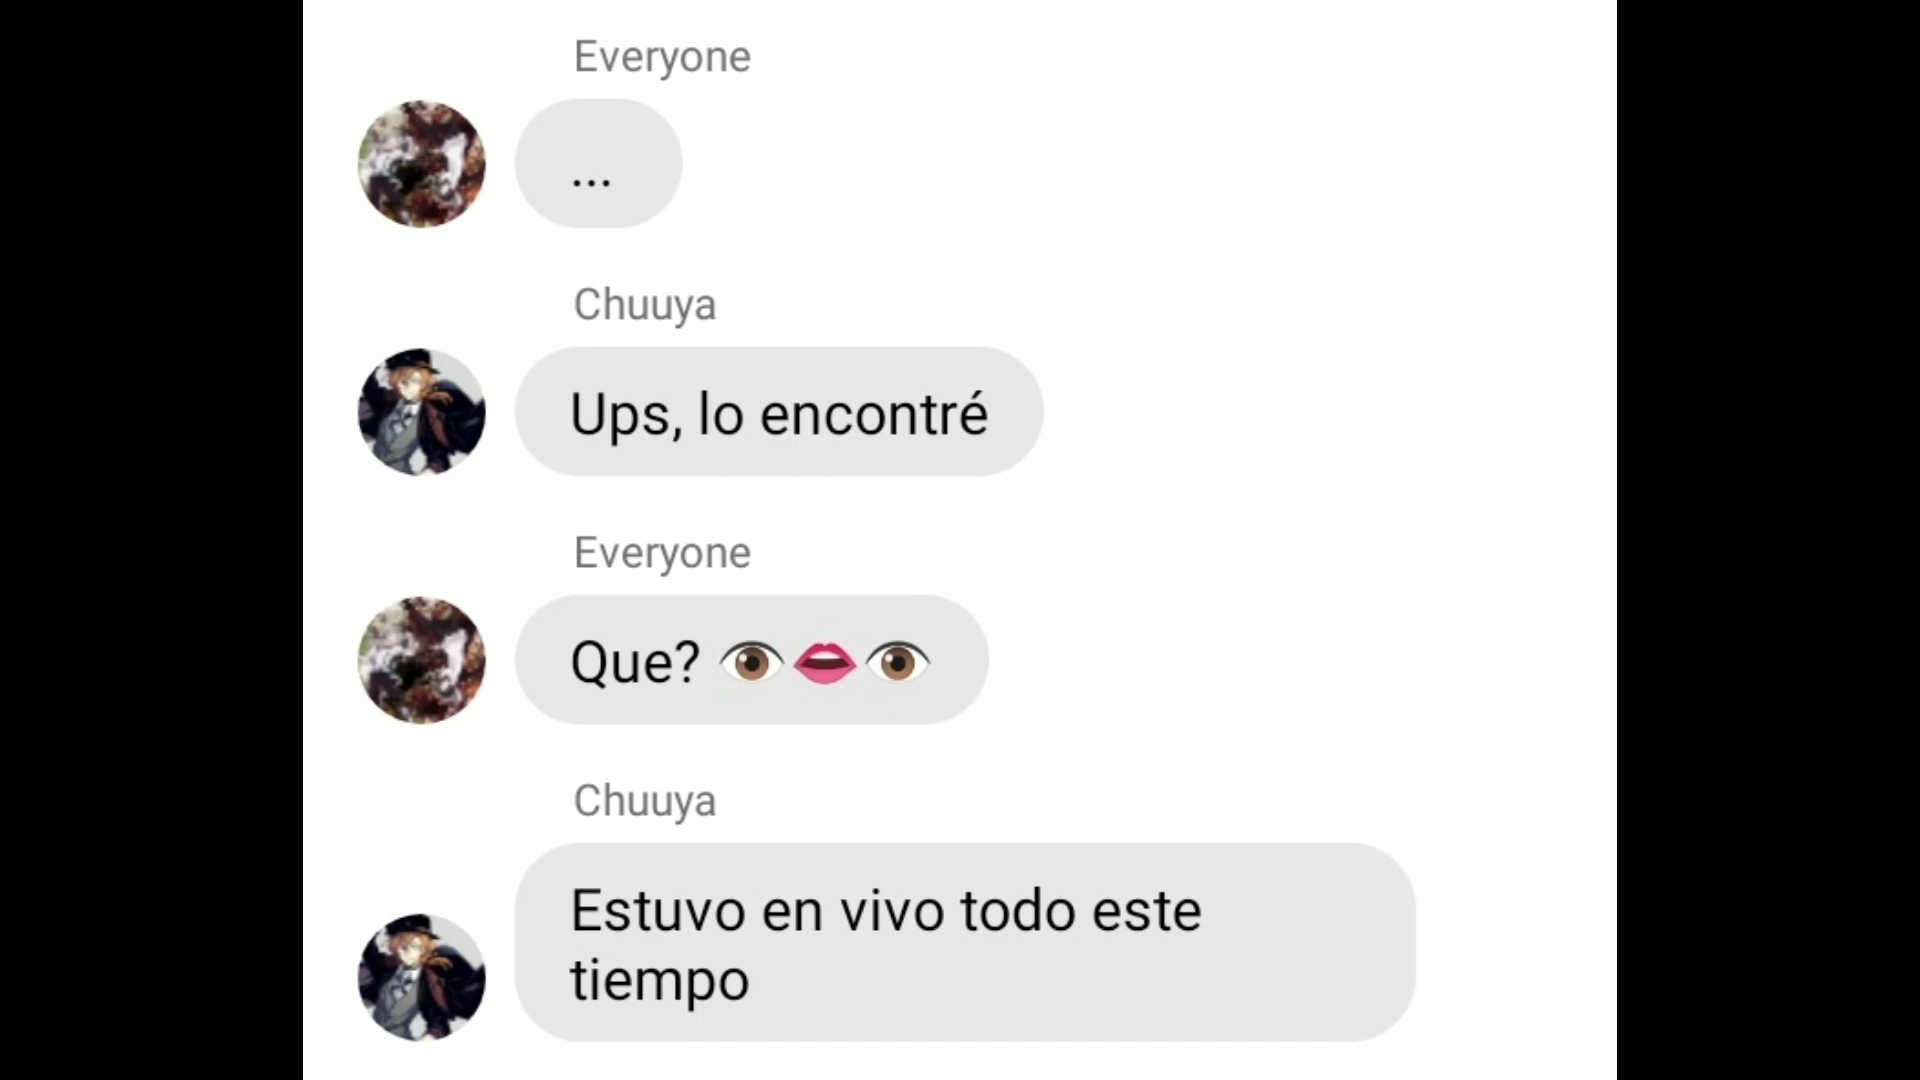 Everyone
...
Chuuya
Ups, lo encontré
Everyone
Que? 👁👄👁
Chuuya
Estuvo en vivo todo este
tiempo